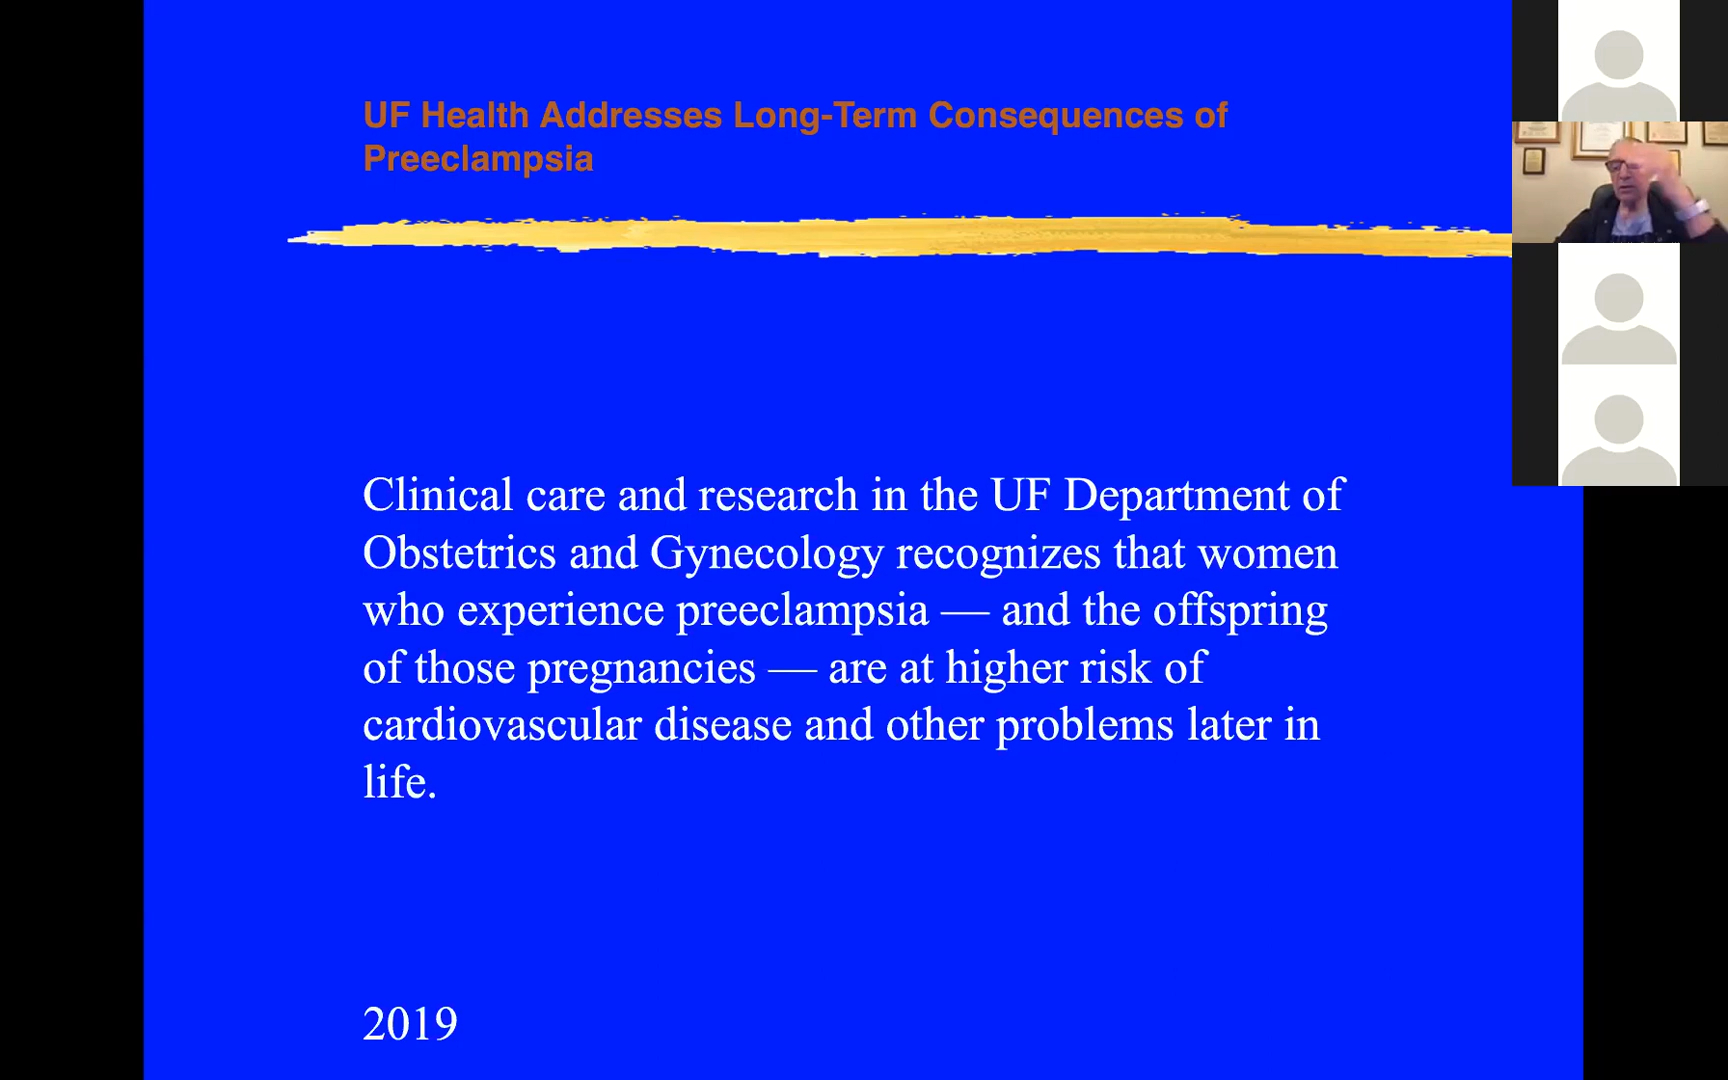 UF Health Addresses Long-Term Consequences of
Preeclampsia
Clinical care and research in the UF Department of
Obstetrics and Gynecology recognizes that women
who experience preeclampsia — and the offspring
of those pregnancies — are at higher risk of
cardiovascular disease and other problems later in
life.
2019